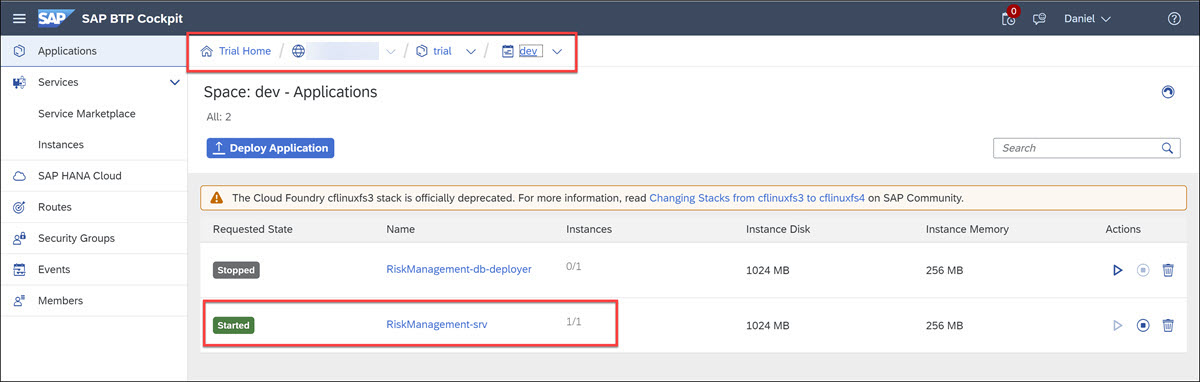 SAP SAP BTP Cockpit 0 Daniel ?
Applications
Services
Service Marketplace
Instances
SAP HANA Cloud
Routes
Security Groups
Events
Members
Trial Home / / trial / dev
Space: dev - Applications
All: 2
Deploy Application Search
The Cloud Foundry cflinuxfs3 stack is officially deprecated. For more information, read Changing Stacks from cflinuxfs3 to cflinuxfs4 on SAP Community.
Requested State Name Instances Instance Disk Instance Memory Actions
Stopped RiskManagement-db-deployer 0/1 1024 MB 256 MB
Started RiskManagement-srv 1/1 1024 MB 256 MB